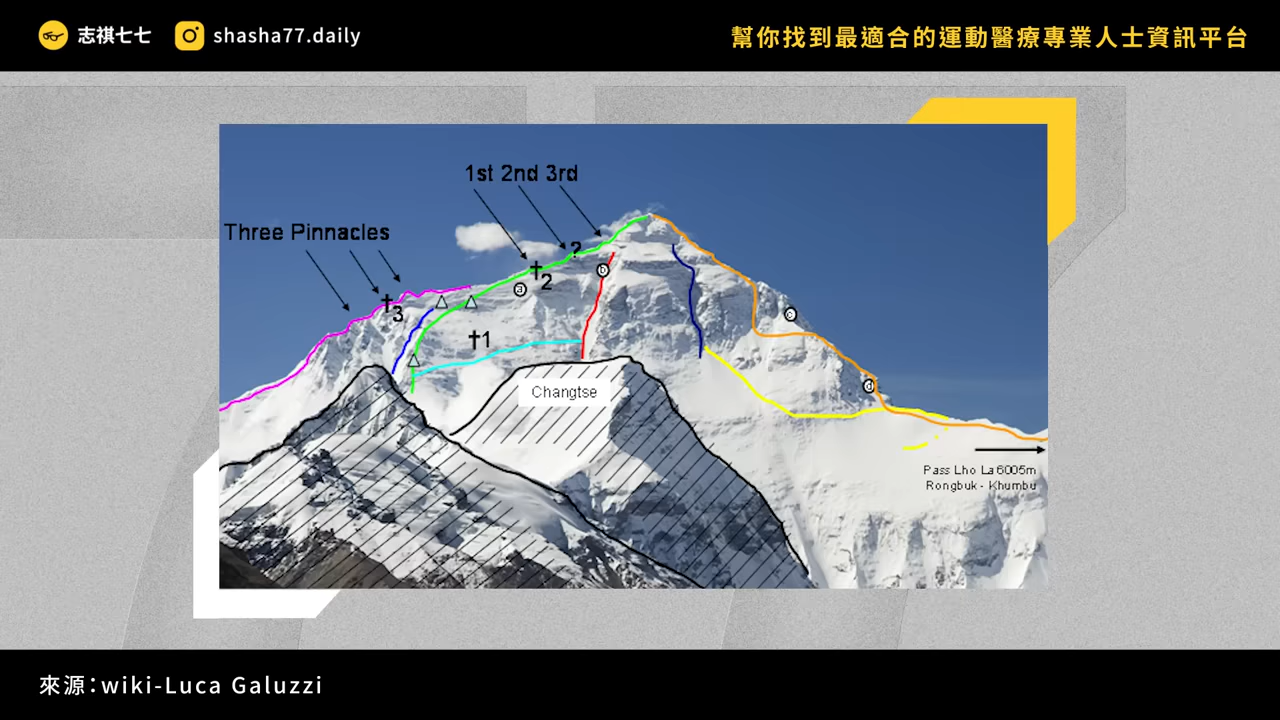 志祺七七
shasha77.daily
幫你找到最適合的運動醫療專業人士資訊平台
1st 2nd 3rd
Three Pinnacles
?
†2
a
b
†3
†1
c
d
Changtse
Pass Lho La 6005m
Rongbuk - Khumbu
來源：wiki-Luca Galuzzi